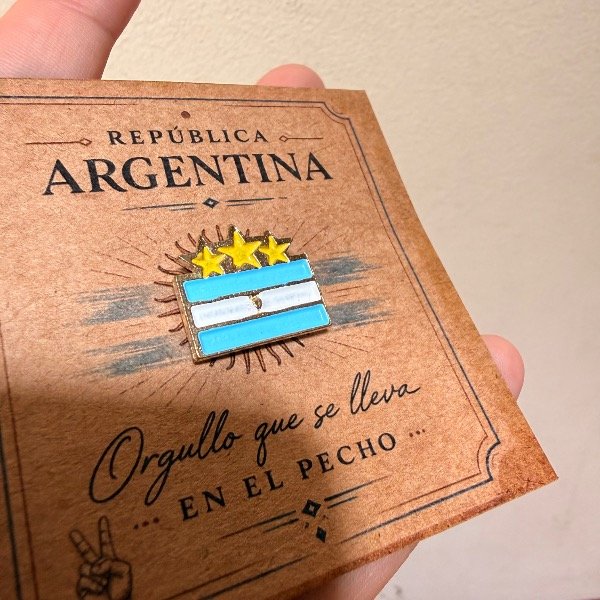 REPÚBLICA
ARGENTINA
Orgullo que se lleva
... EN EL PECHO ...